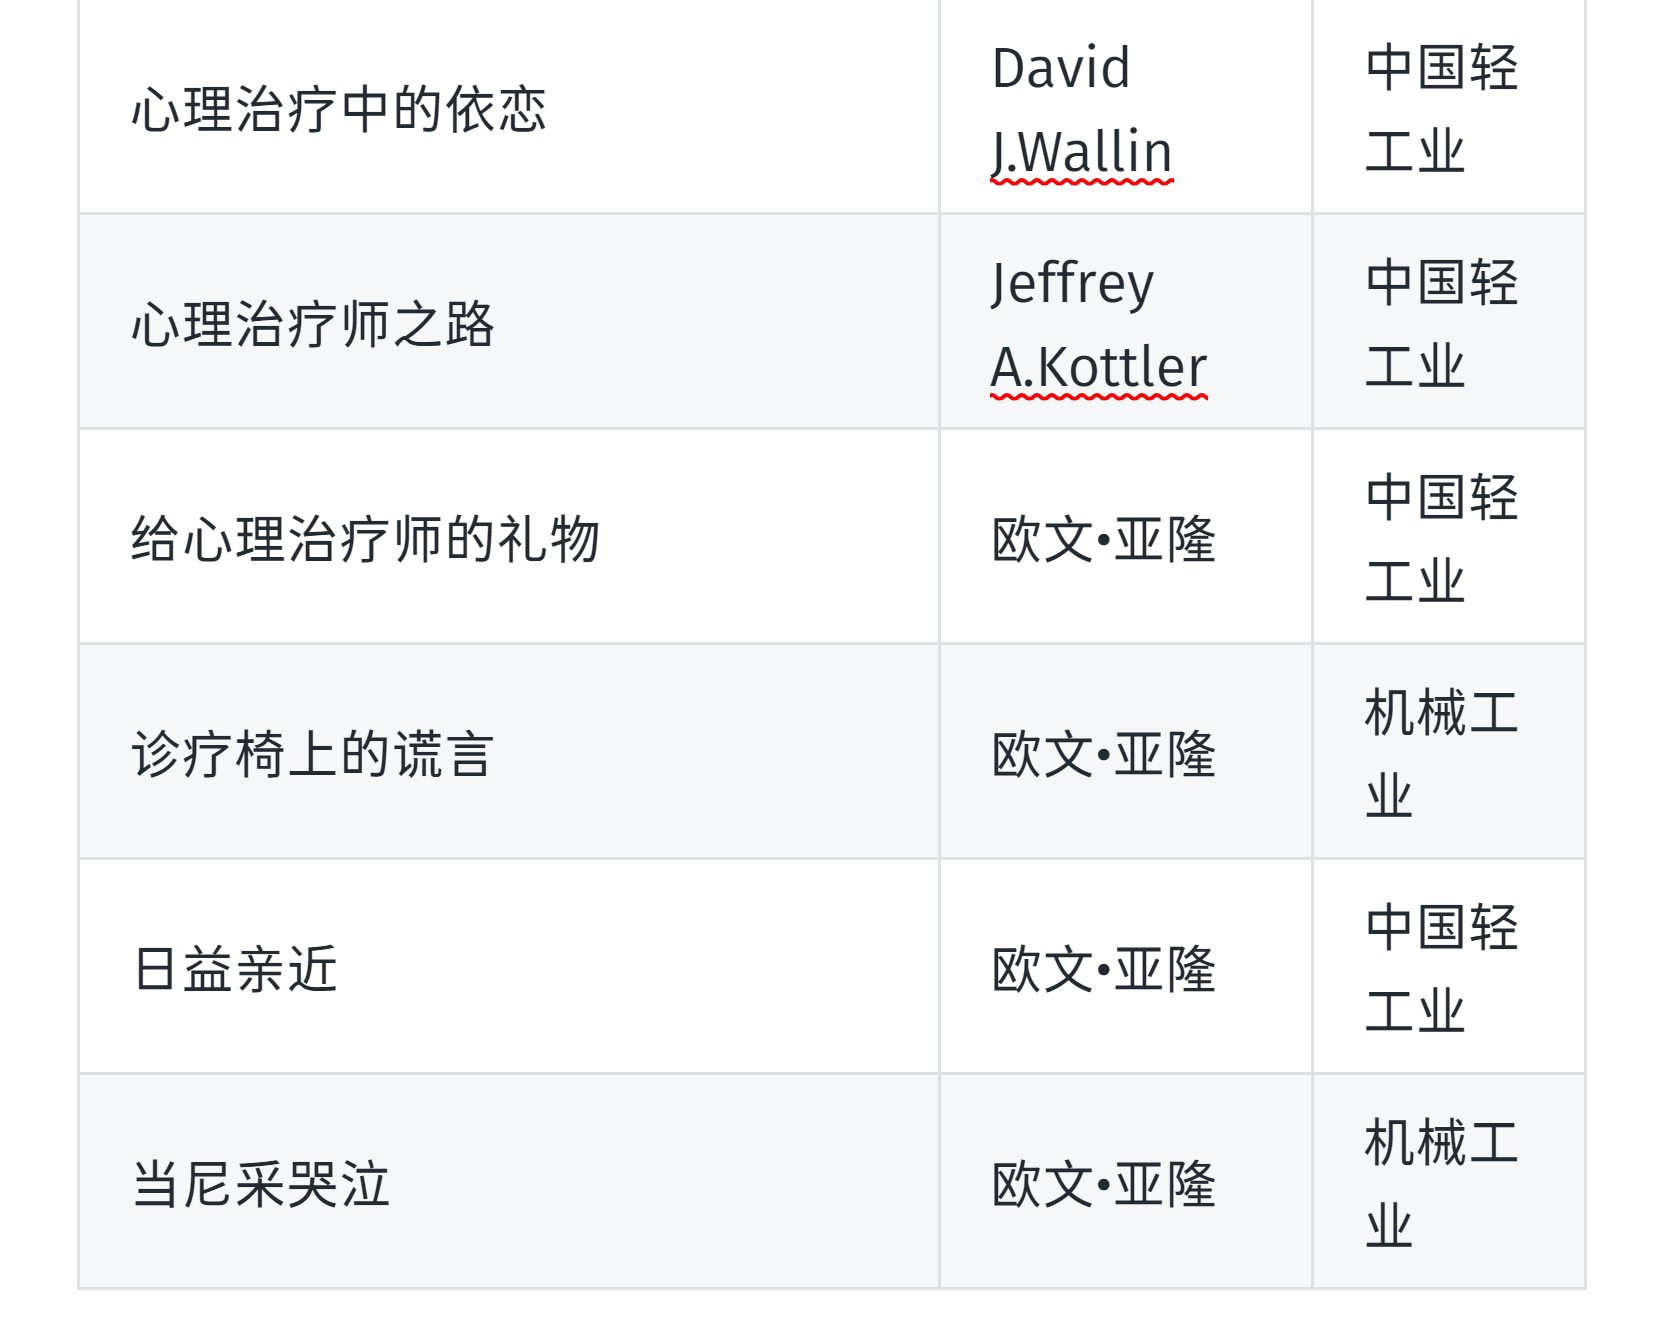 心理治疗中的依恋
David
J.Wallin
中国轻
工业
心理治疗师之路
Jeffrey
A.Kottler
中国轻
工业
给心理治疗师的礼物
欧文•亚隆
中国轻
工业
诊疗椅上的谎言
欧文•亚隆
机械工
业
日益亲近
欧文•亚隆
中国轻
工业
当尼采哭泣
欧文•亚隆
机械工
业